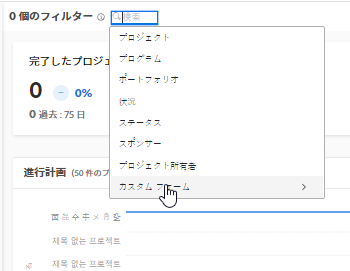 0 個のフィルター
検索
プロジェクト
プログラム
ポートフォリオ
状況
ステータス
スポンサー
プロジェクト所有者
カスタム フォーム
完了したプロジェ
0 0%
0 過去 : 75 日
進行計画 (50 件のプ
제목 없는 프로젝트
제목 없는 프로젝트